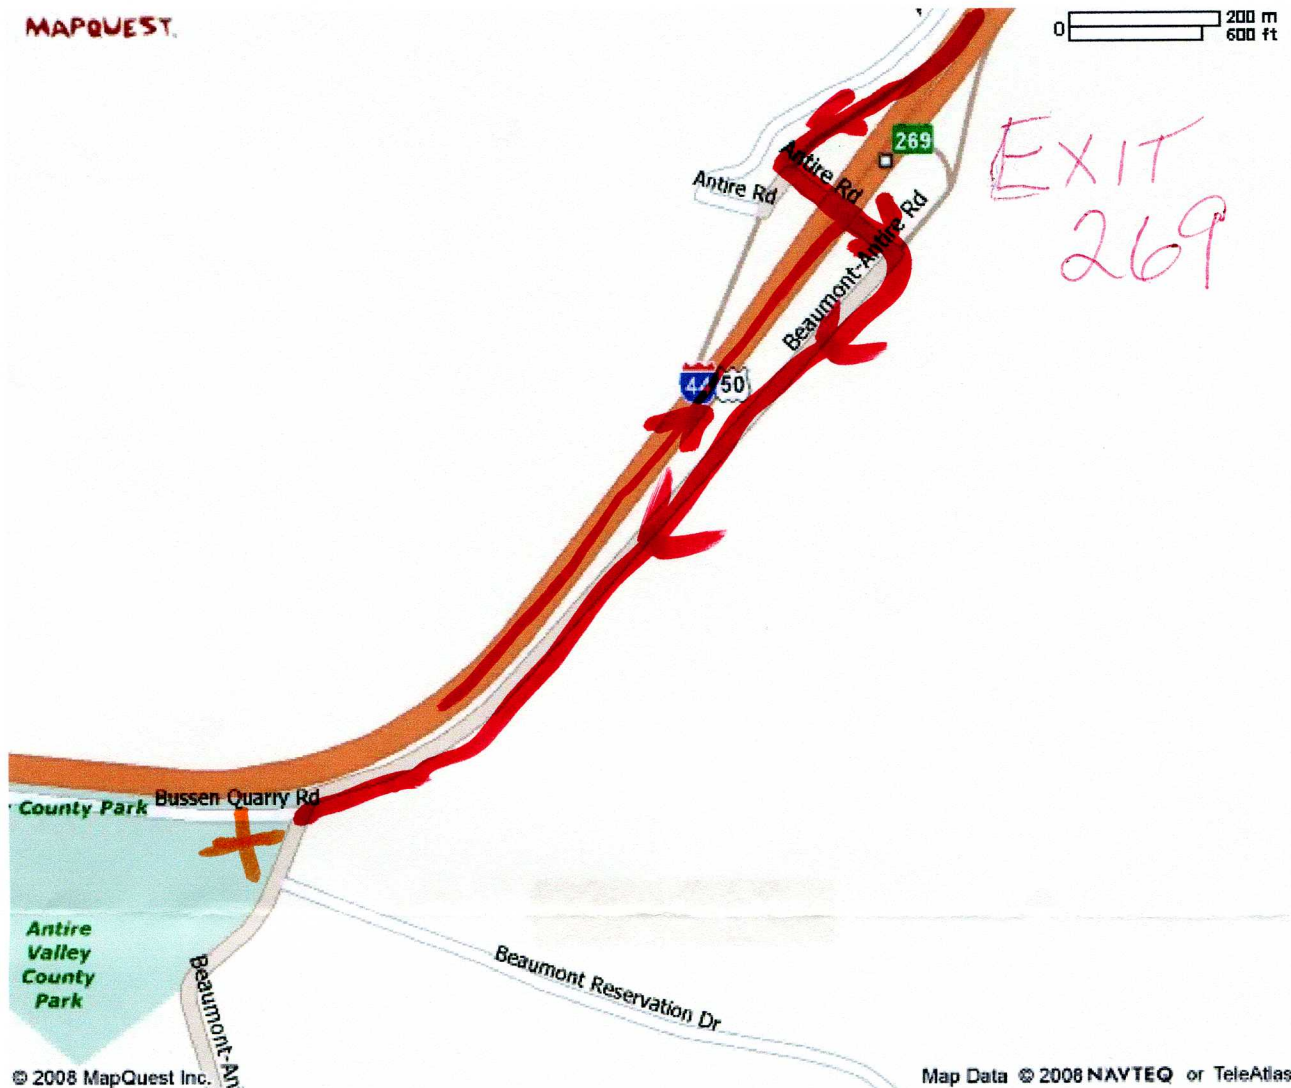 MAPQUEST.
0
200 m
600 ft
269
EXIT
269
Antire Rd
Antire Rd
Beaumont-Antire Rd
44
50
County Park
Bussen Quarry Rd
Antire
Valley
County
Park
Beaumont-An
Beaumont Reservation Dr
© 2008 MapQuest Inc.
Map Data © 2008 NAVTEQ or TeleAtlas